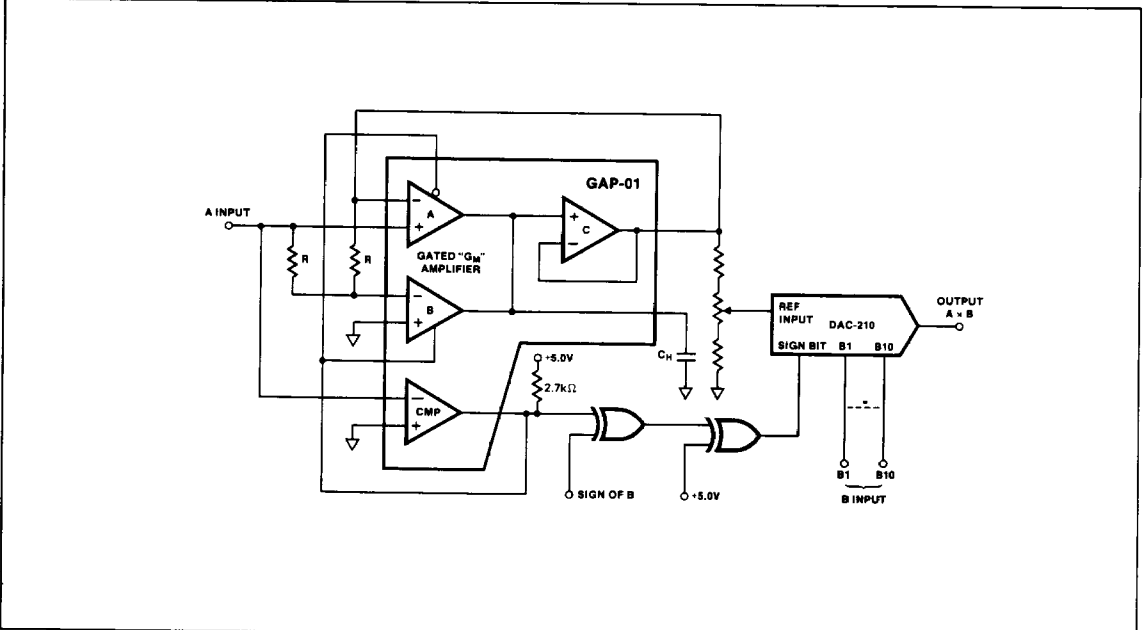 GAP-01
A INPUT
A
C
R
R
GATED "GM"
AMPLIFIER
B
REF
INPUT
DAC-210
SIGN BIT
B1
B10
OUTPUT
A × B
+5.0V
CH
2.7kΩ
CMP
SIGN OF B
+5.0V
B1
B10
B INPUT